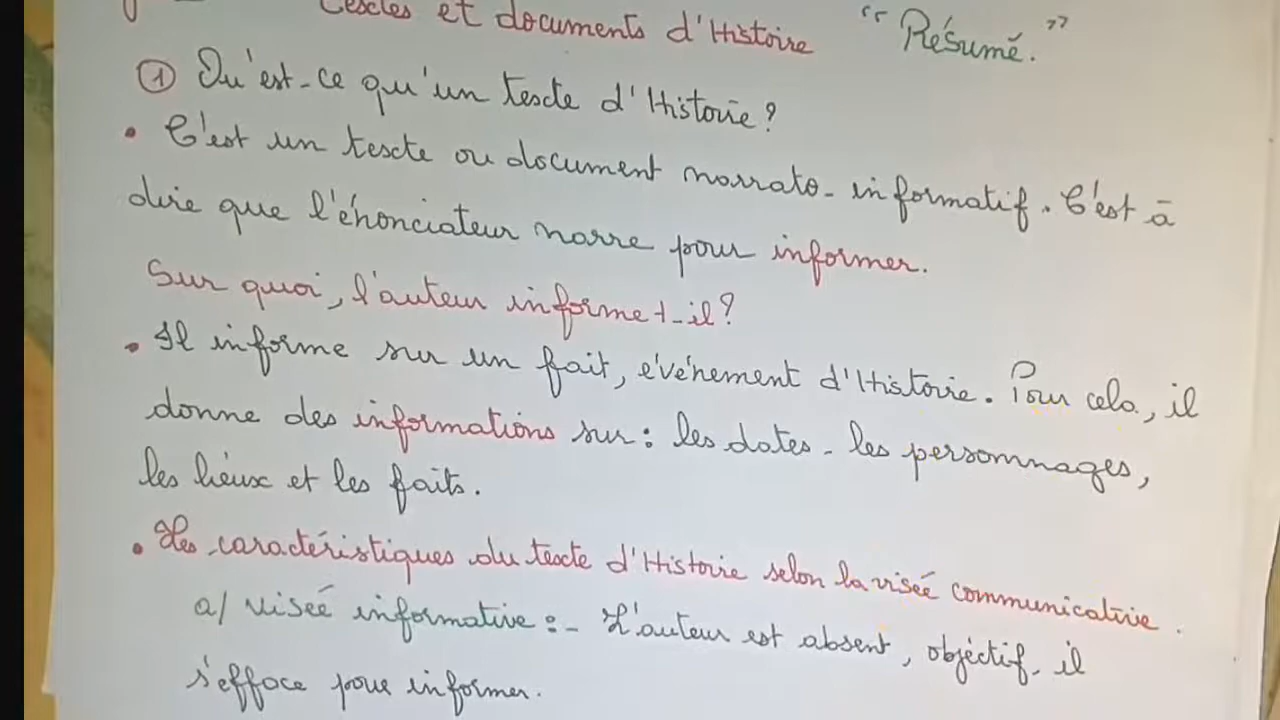 textes et documents d'Histoire "Résumé."
① Qu'est-ce qu'un texte d'Histoire?
• C'est un texte ou document narrato-informatif. C'est à
dire que l'énonciateur narre pour informer.
Sur quoi, l'auteur informe t-il?
• Il informe sur un fait, événement d'Histoire. Pour cela, il
donne des informations sur: les dates - les personnages,
les lieux et les faits.
• Les caractéristiques du texte d'Histoire selon la visée communicative.
a/ visée informative: - L'auteur est absent, objectif - il
s'efface pour informer.